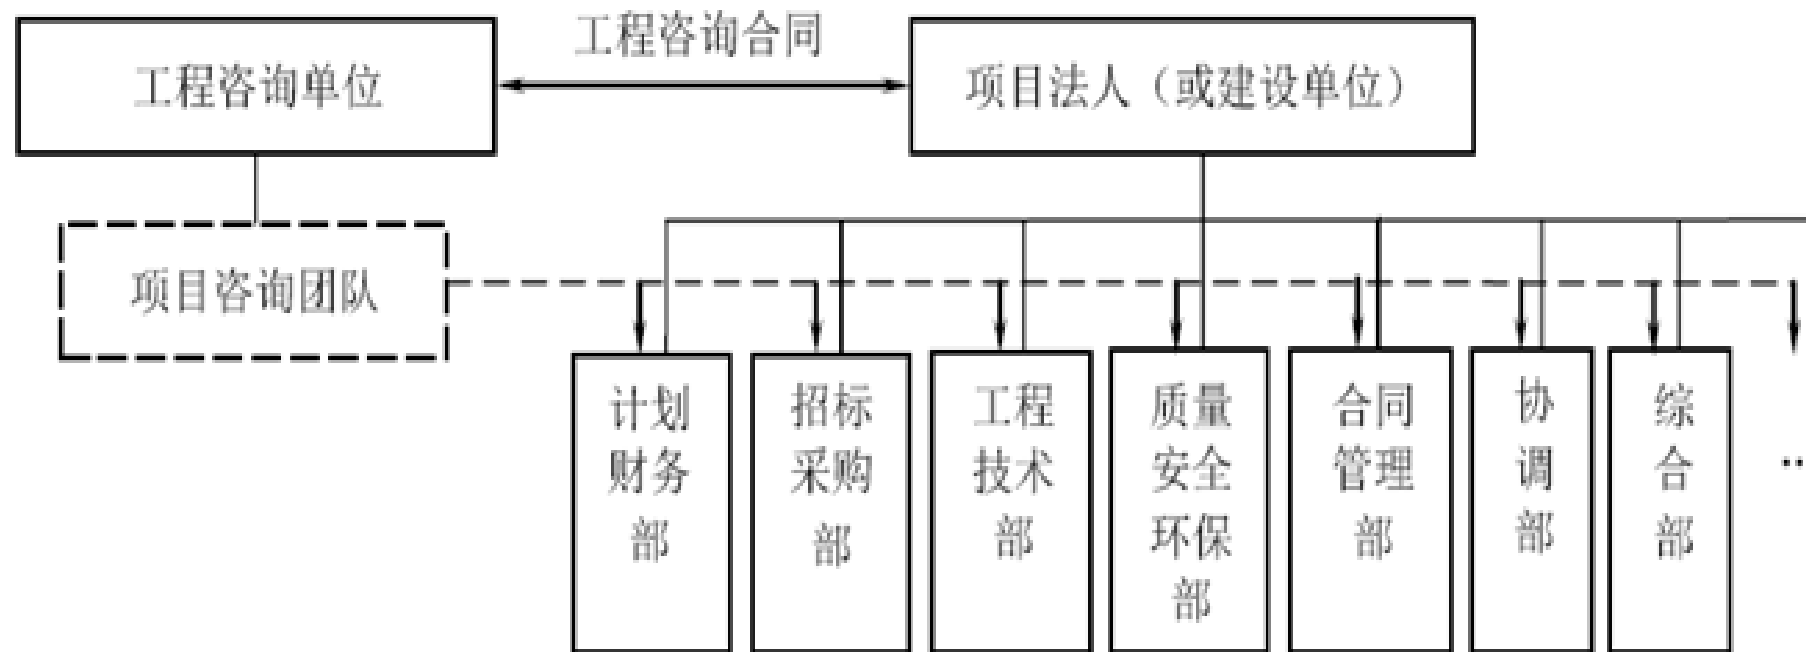 工程咨询合同
工程咨询单位
项目法人（或建设单位）
项目咨询团队
计划
财务
部
招标
采购
部
工程
技术
部
质量
安全
环保
部
合同
管理
部
协
调
部
综
合
部
..